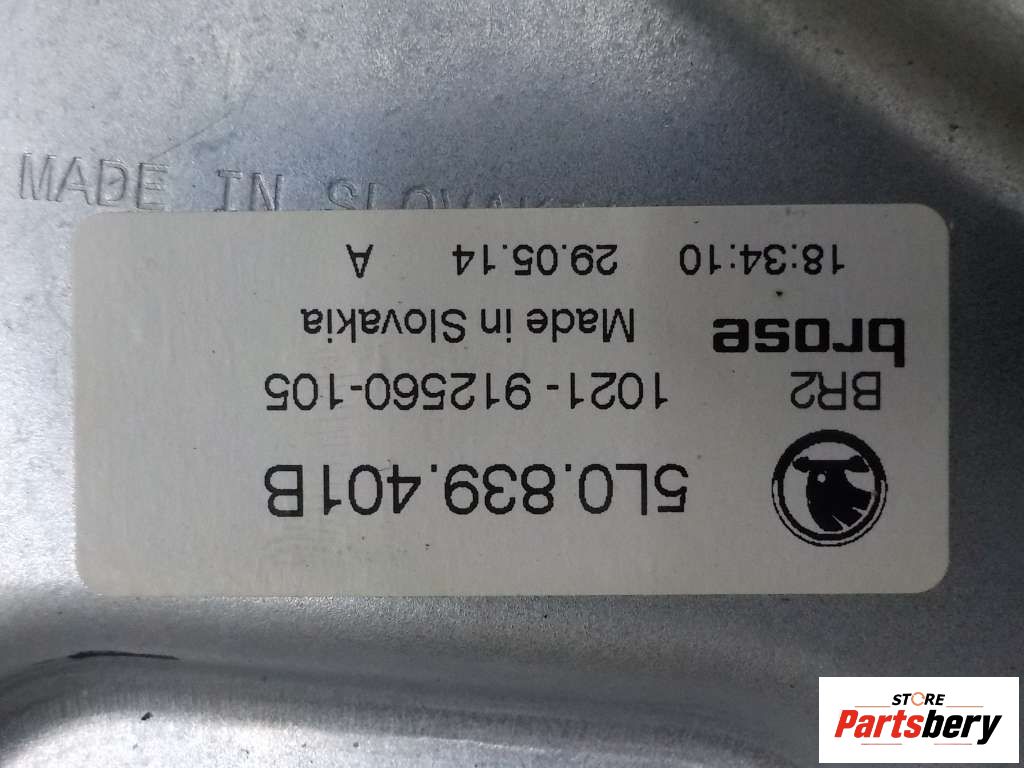 MADE IN SLOVAKIA
5L0.839.401B
BR2 1021-912560-105
brose Made in Slovakia
18:34:10 29.05.14 A
STORE
Partsbery